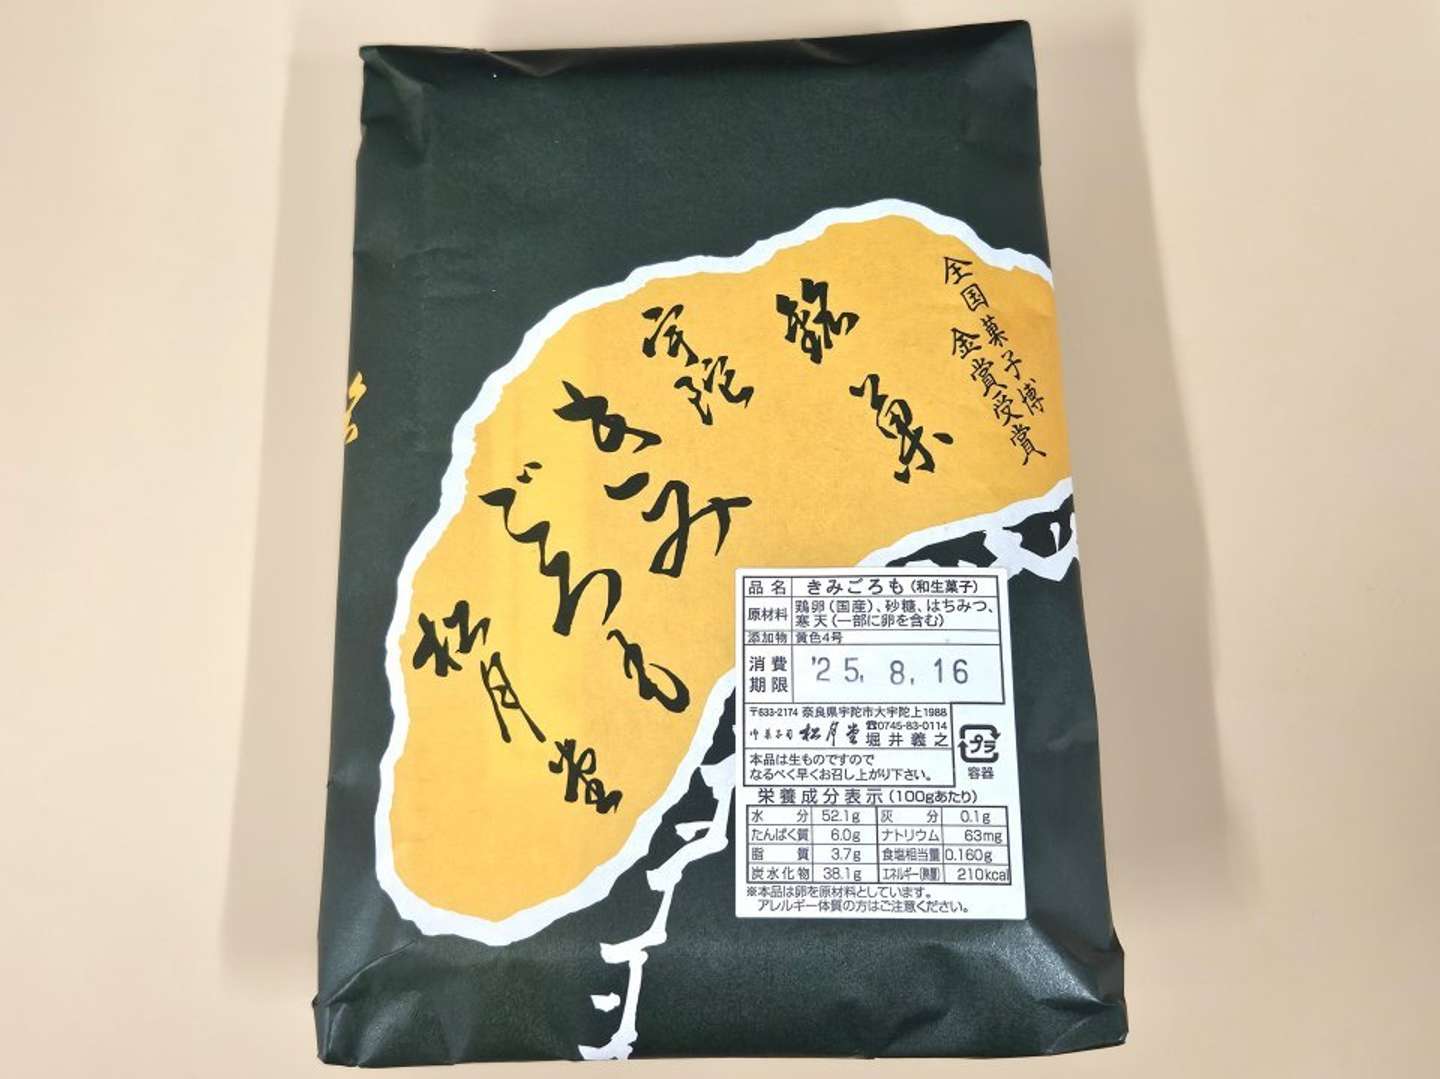 全国菓子博
金賞受賞
銘菓
宇陀
きみごろも
松月堂
品名 きみごろも(和生菓子)
原材料 鶏卵(国産)、砂糖、はちみつ、
寒天(一部に卵を含む)
添加物 黄色4号
消費期限 '25. 8. 16
〒633-2174 奈良県宇陀市大宇陀上1988
御菓子司 松月堂 ☎0745-83-0114
堀井義之
本品は生ものですので
なるべく早くお召し上がり下さい。
プラ
容器
栄養成分表示(100gあたり)
水分 52.1g 灰分 0.1g
たんぱく質 6.0g ナトリウム 63mg
脂質 3.7g 食塩相当量 0.160g
炭水化物 38.1g エネルギー(熱量) 210kcal
※本品は卵を原材料としています。
アレルギー体質の方はご注意ください。